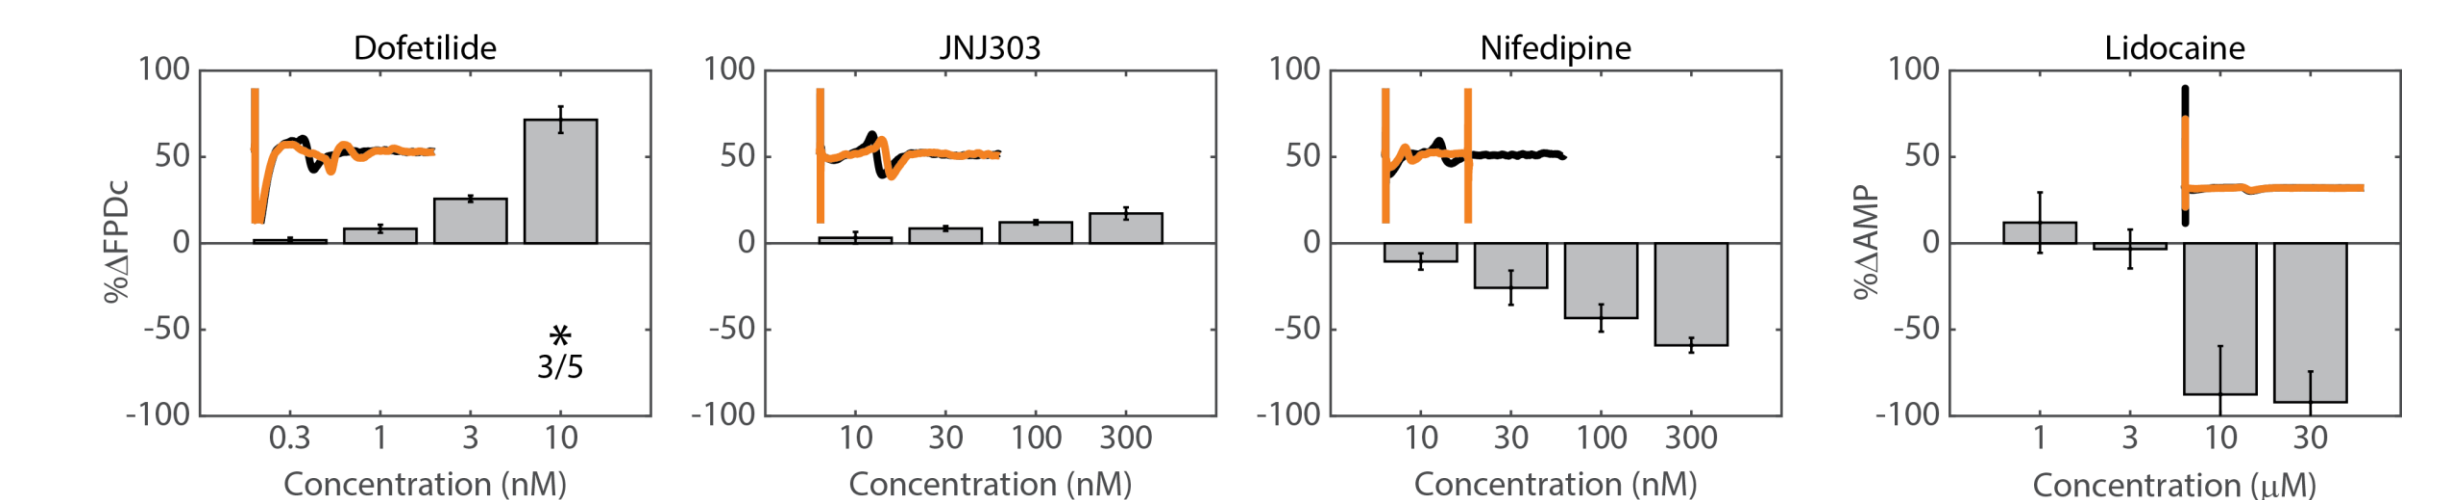 Dofetilide
%ΔFPDc
100
50
0
-50
-100
*
3/5
0.3 1 3 10
Concentration (nM)
JNJ303
100
50
0
-50
-100
10 30 100 300
Concentration (nM)
Nifedipine
100
50
0
-50
-100
10 30 100 300
Concentration (nM)
Lidocaine
%ΔAMP
100
50
0
-50
-100
1 3 10 30
Concentration (μM)